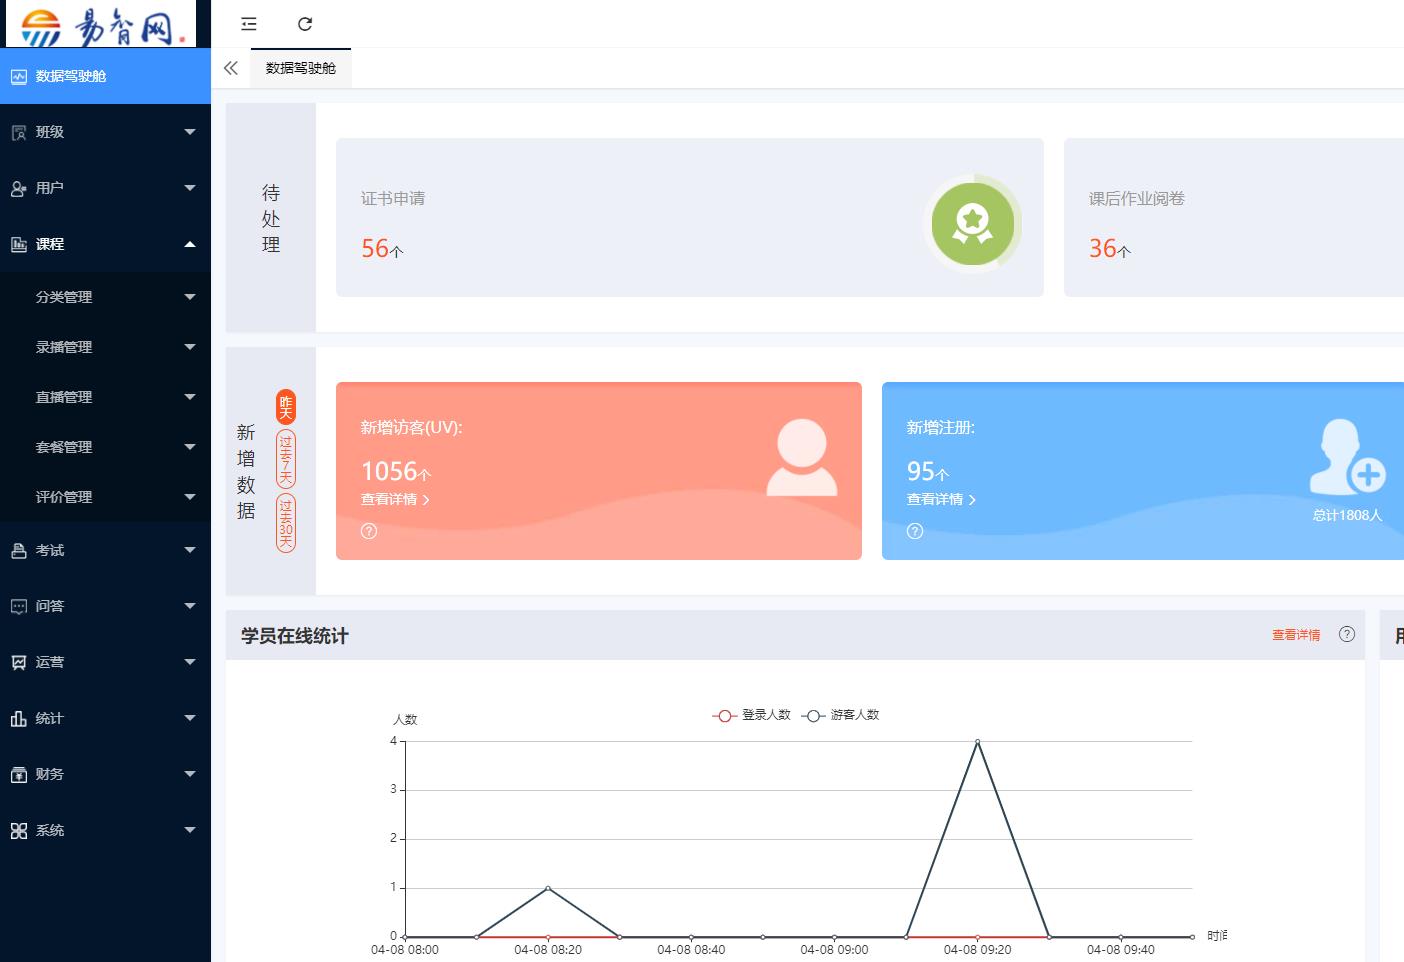 易智网
数据驾驶舱
班级
用户
课程
分类管理
录播管理
直播管理
套餐管理
评价管理
考试
问答
运营
统计
财务
系统
数据驾驶舱
待处理
证书申请
56个
课后作业阅卷
36个
新增数据
昨天
过去7天
过去30天
新增访客(UV):
1056个
查看详情
?
新增注册:
95个
查看详情
?
总计1808人
学员在线统计
查看详情
?
人数
登录人数
游客人数
4
3
2
1
0
04-08 08:00
04-08 08:20
04-08 08:40
04-08 09:00
04-08 09:20
04-08 09:40
时间